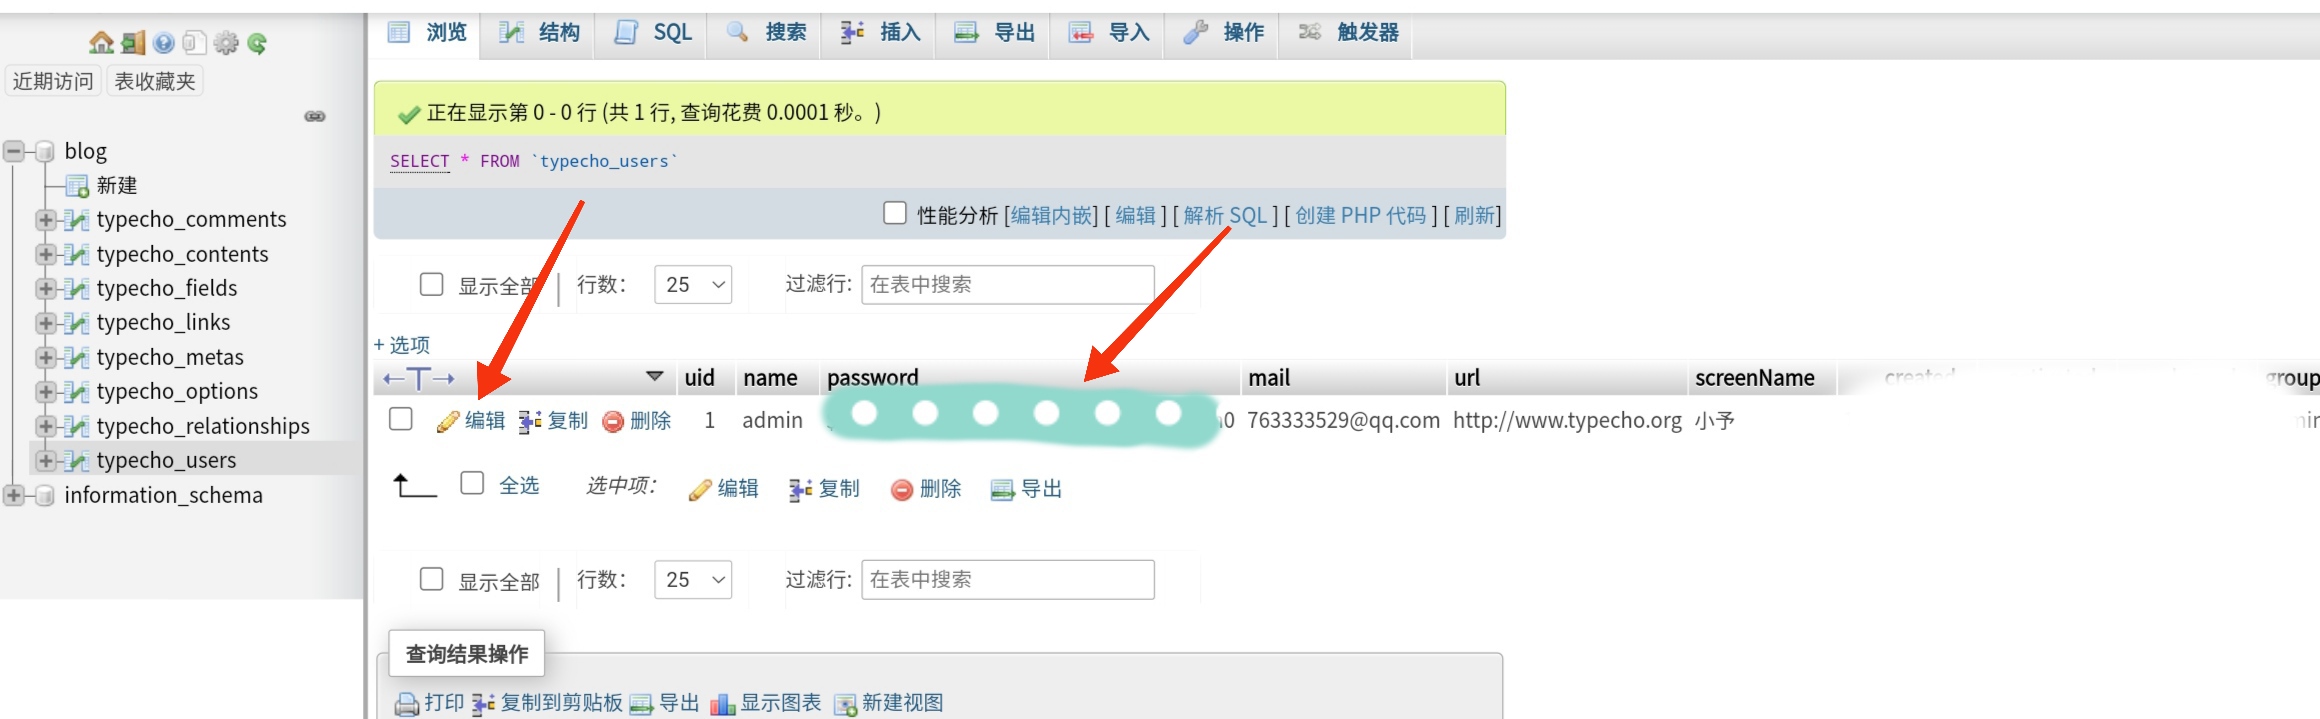 浏览 结构 SQL 搜索 插入 导出 导入 操作 触发器
近期访问 表收藏夹
blog
新建
typecho_comments
typecho_contents
typecho_fields
typecho_links
typecho_metas
typecho_options
typecho_relationships
typecho_users
information_schema
正在显示第 0 - 0 行 (共 1 行, 查询花费 0.0001 秒。)
SELECT * FROM `typecho_users`
性能分析 [编辑内嵌] [ 编辑 ] [ 解析 SQL ] [ 创建 PHP 代码 ] [ 刷新]
显示全部 | 行数: 25 过滤行: 在表中搜索
+ 选项
←T→ uid name password mail url screenName created group
编辑 复制 删除 1 admin 0 763333529@qq.com http://www.typecho.org 小予
全选 选中项: 编辑 复制 删除 导出
显示全部 | 行数: 25 过滤行: 在表中搜索
查询结果操作
打印 复制到剪贴板 导出 显示图表 新建视图